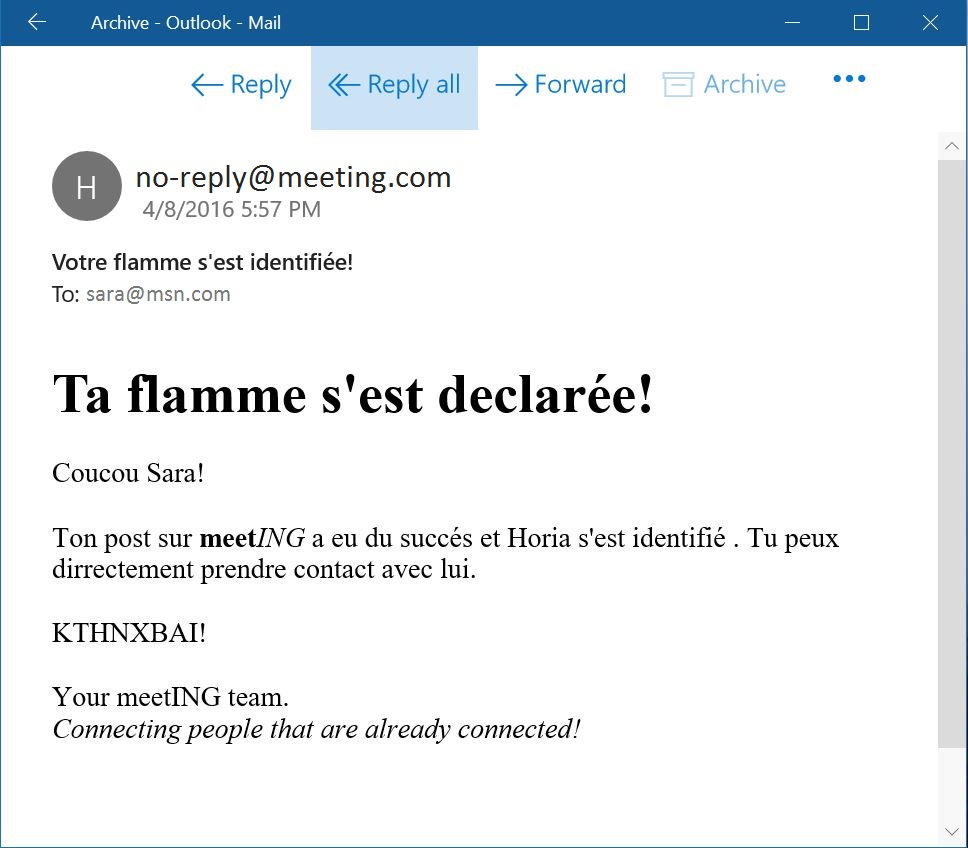 Archive - Outlook - Mail
Reply Reply all Forward Archive
H
no-reply@meeting.com
4/8/2016 5:57 PM
Votre flamme s'est identifiée!
To: sara@msn.com
Ta flamme s'est declarée!
Coucou Sara!
Ton post sur meetING a eu du succés et Horia s'est identifié . Tu peux
dirrectement prendre contact avec lui.
KTHNXBAI!
Your meetING team.
Connecting people that are already connected!